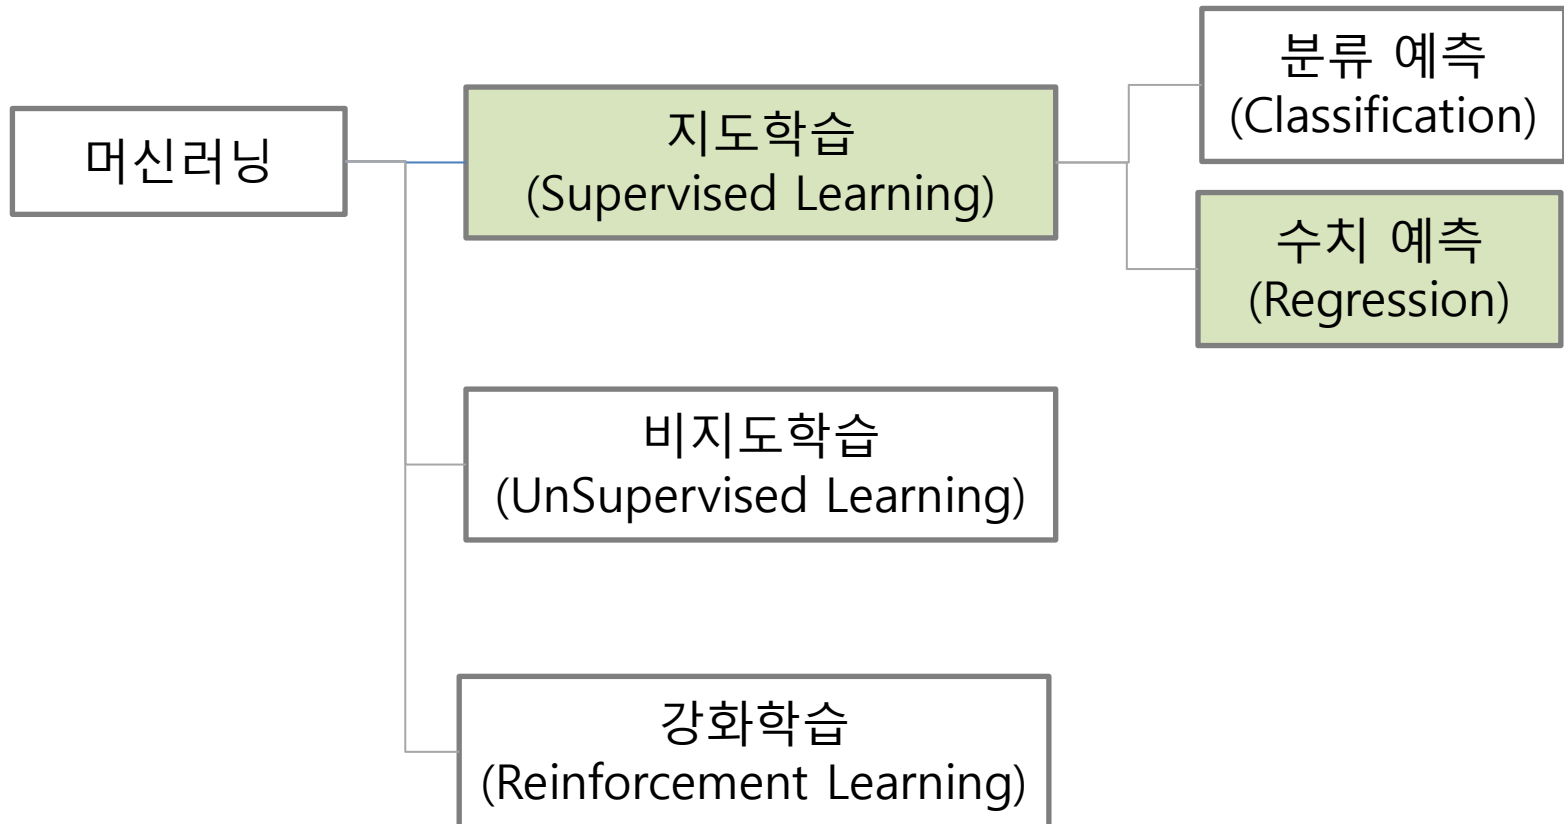 머신러닝
지도학습
(Supervised Learning)
분류 예측
(Classification)
수치 예측
(Regression)
비지도학습
(UnSupervised Learning)
강화학습
(Reinforcement Learning)